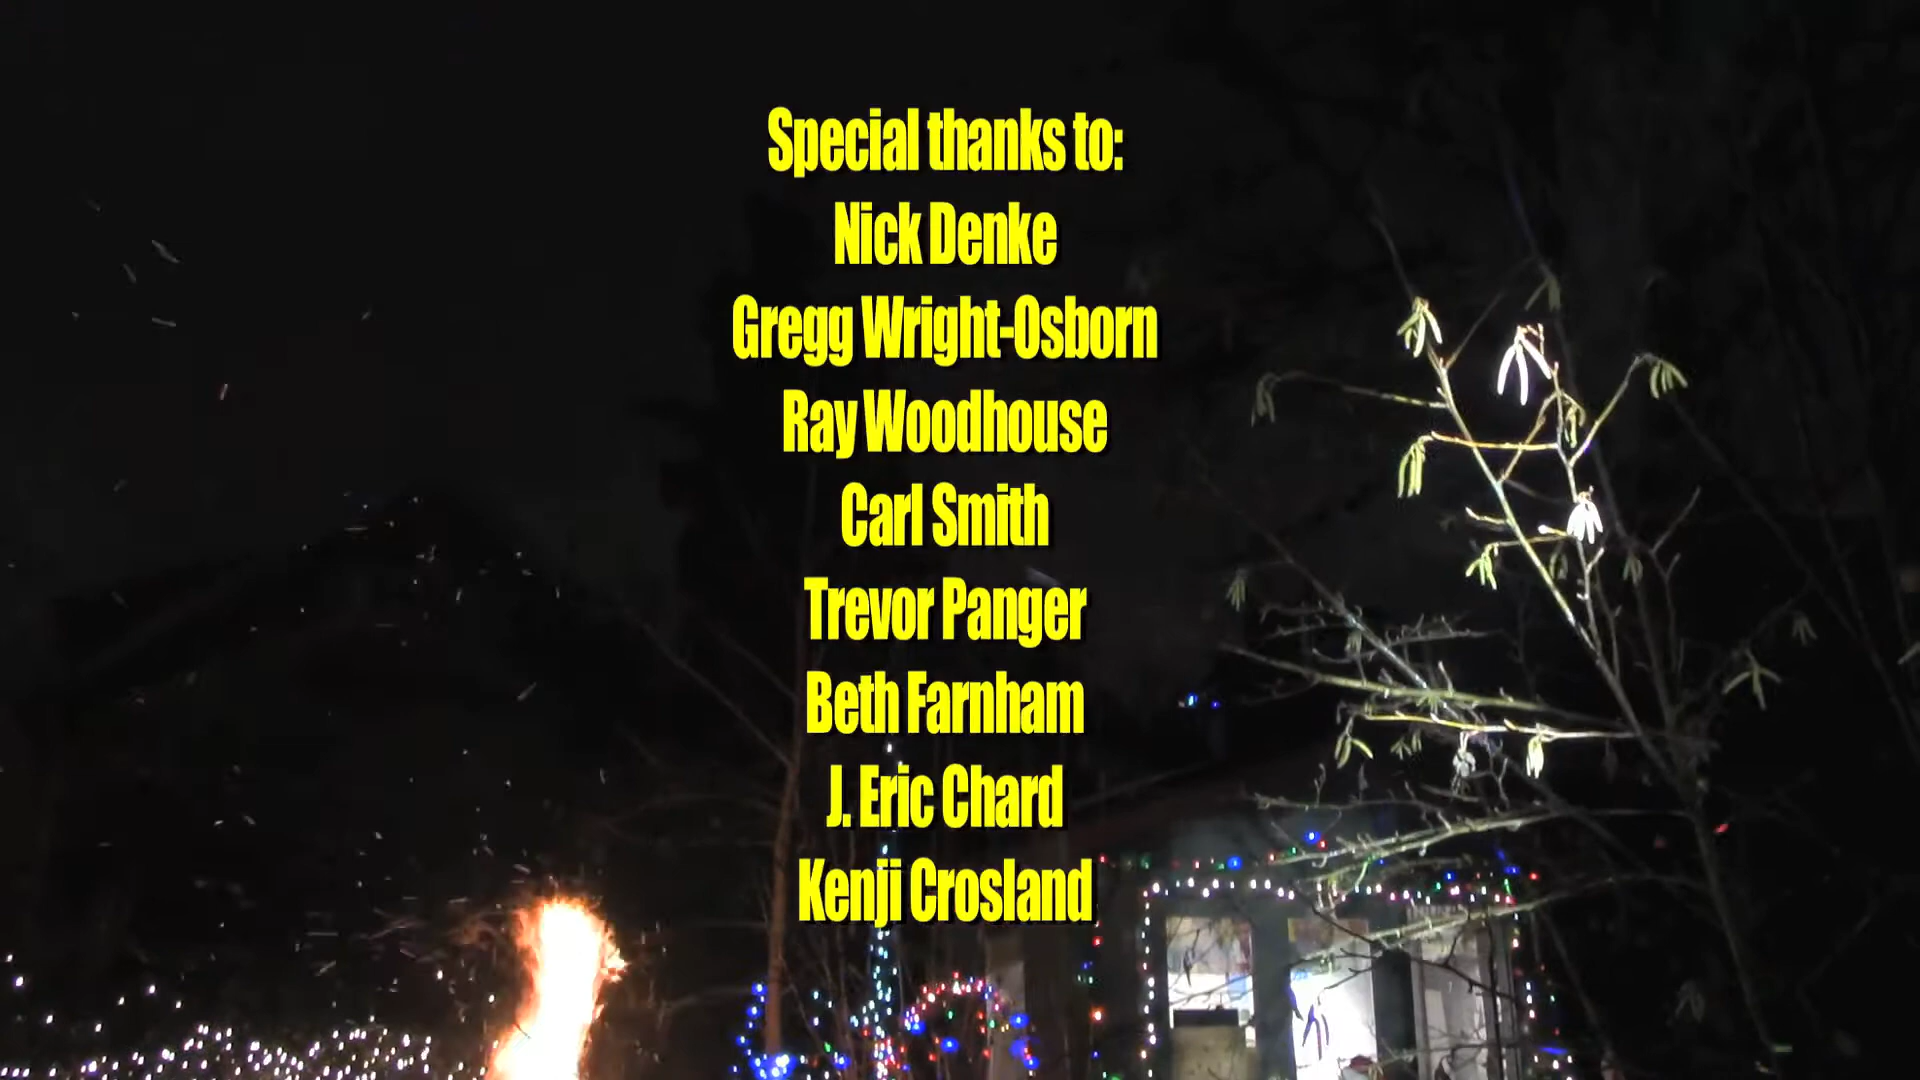 Special thanks to:
Nick Denke
Gregg Wright-Osborn
Ray Woodhouse
Carl Smith
Trevor Panger
Beth Farnham
J. Eric Chard
Kenji Crosland